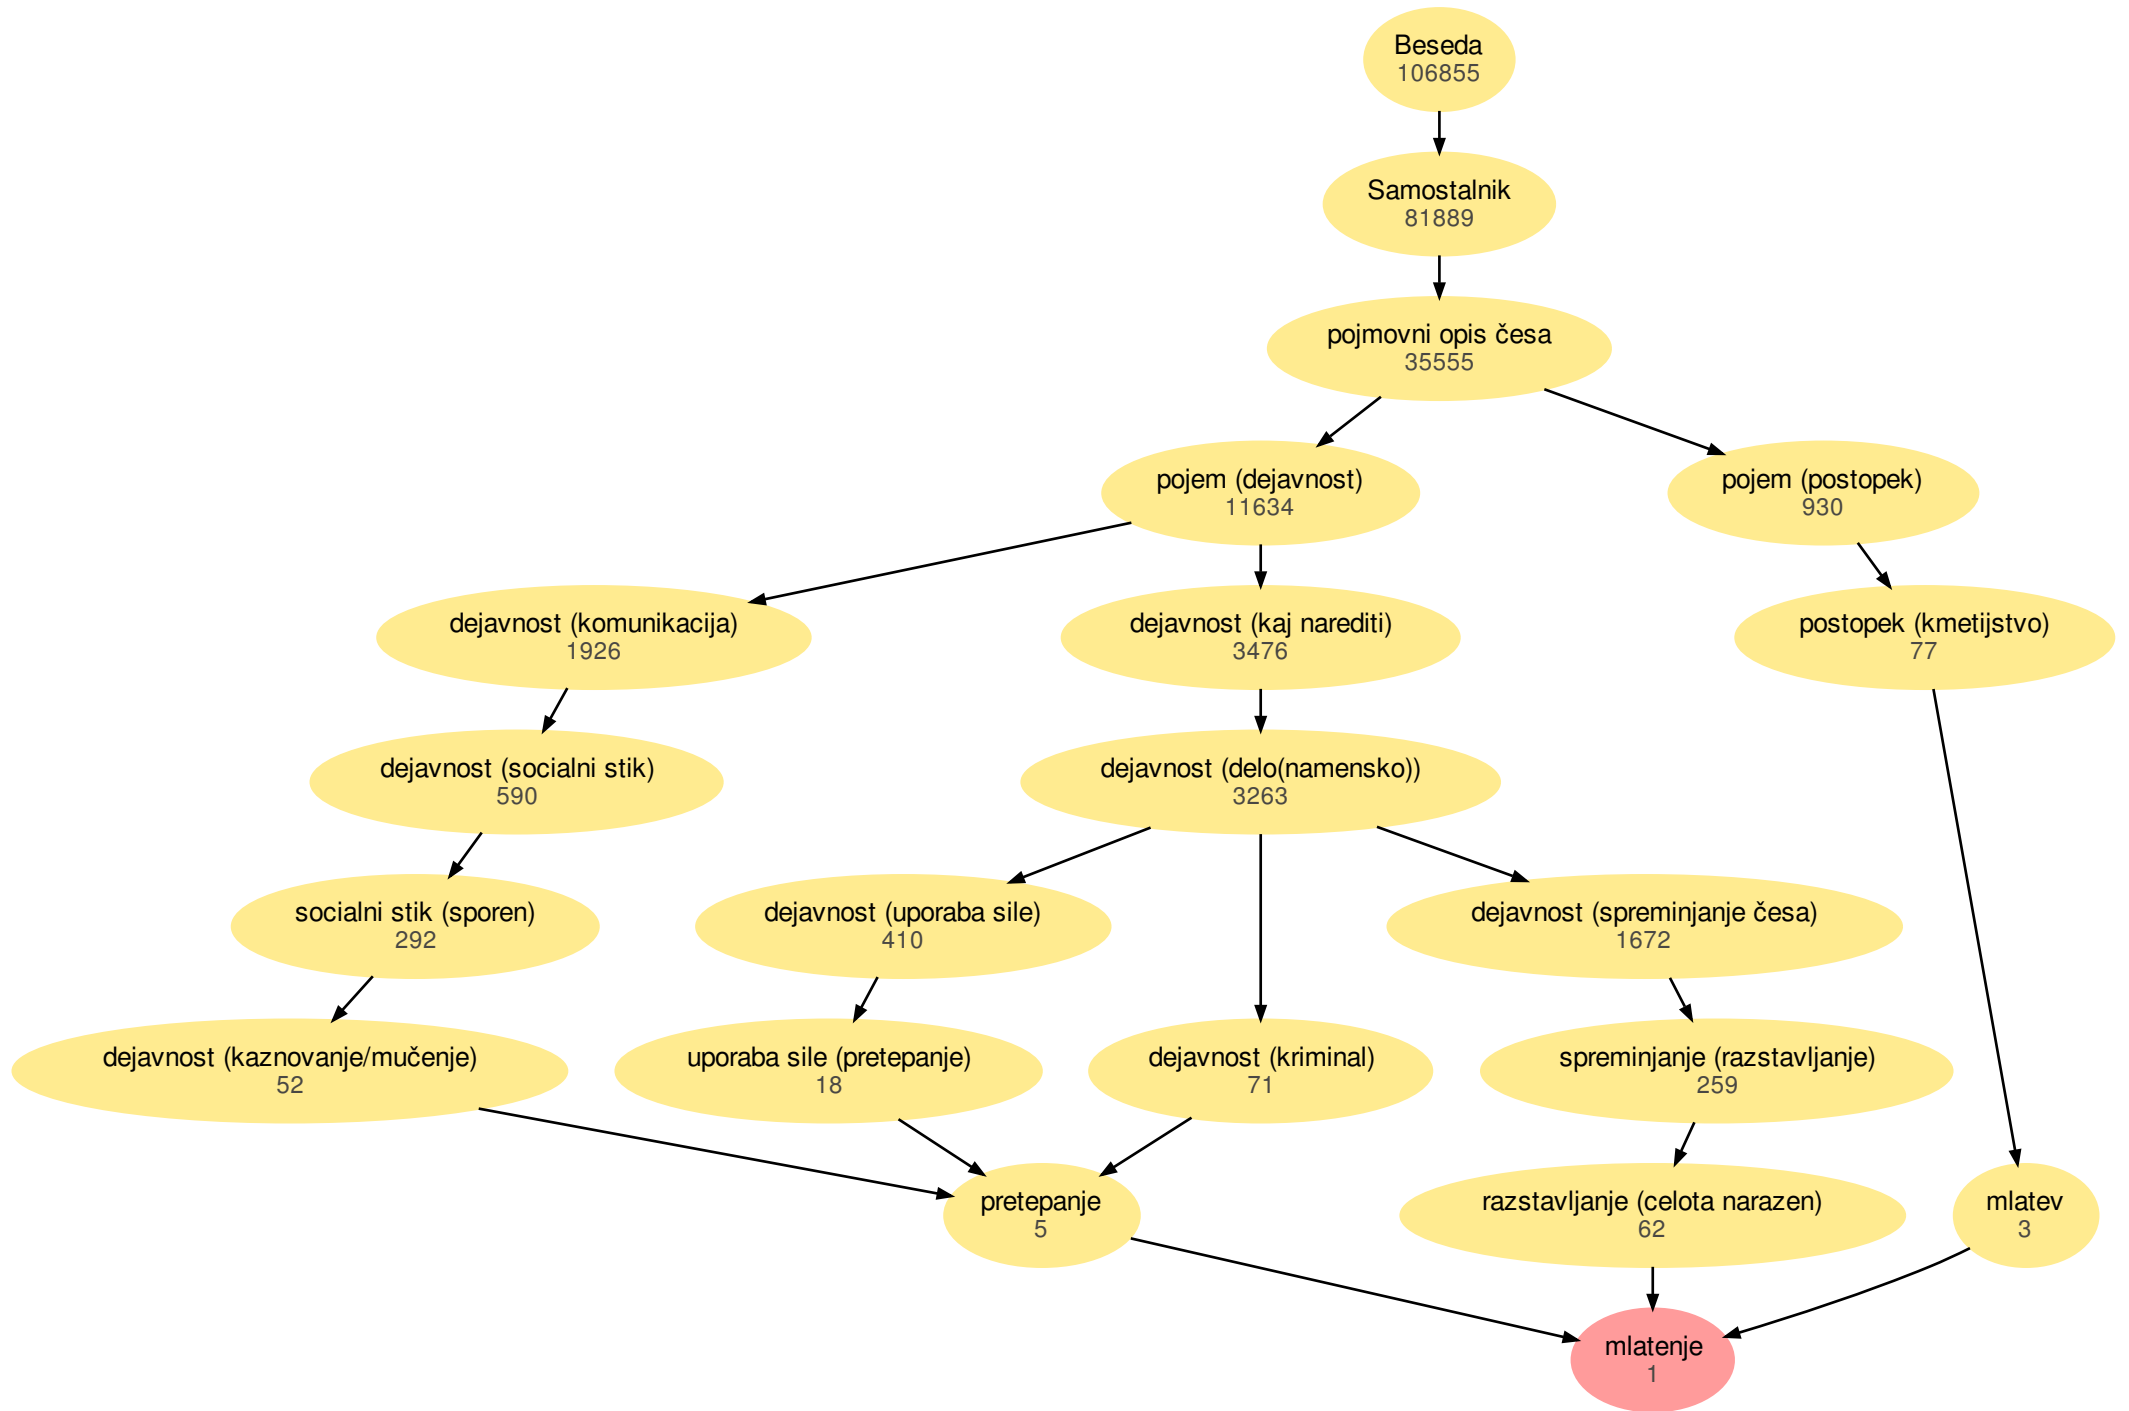 Beseda
106855
Samostalnik
81889
pojmovni opis česa
35555
pojem (dejavnost)
11634
pojem (postopek)
930
dejavnost (komunikacija)
1926
dejavnost (kaj narediti)
3476
postopek (kmetijstvo)
77
dejavnost (socialni stik)
590
dejavnost (delo(namensko))
3263
socialni stik (sporen)
292
dejavnost (uporaba sile)
410
dejavnost (spreminjanje česa)
1672
dejavnost (kaznovanje/mučenje)
52
uporaba sile (pretepanje)
18
dejavnost (kriminal)
71
spreminjanje (razstavljanje)
259
pretepanje
5
razstavljanje (celota narazen)
62
mlatev
3
mlatenje
1